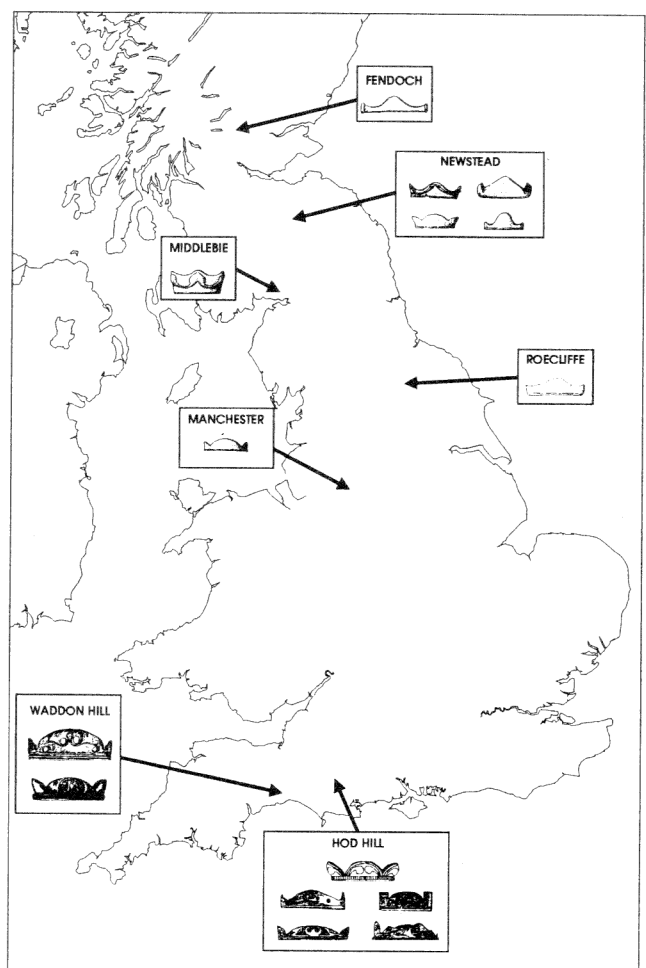 FENDOCH
NEWSTEAD
MIDDLEBIE
ROECLIFFE
MANCHESTER
WADDON HILL
HOD HILL